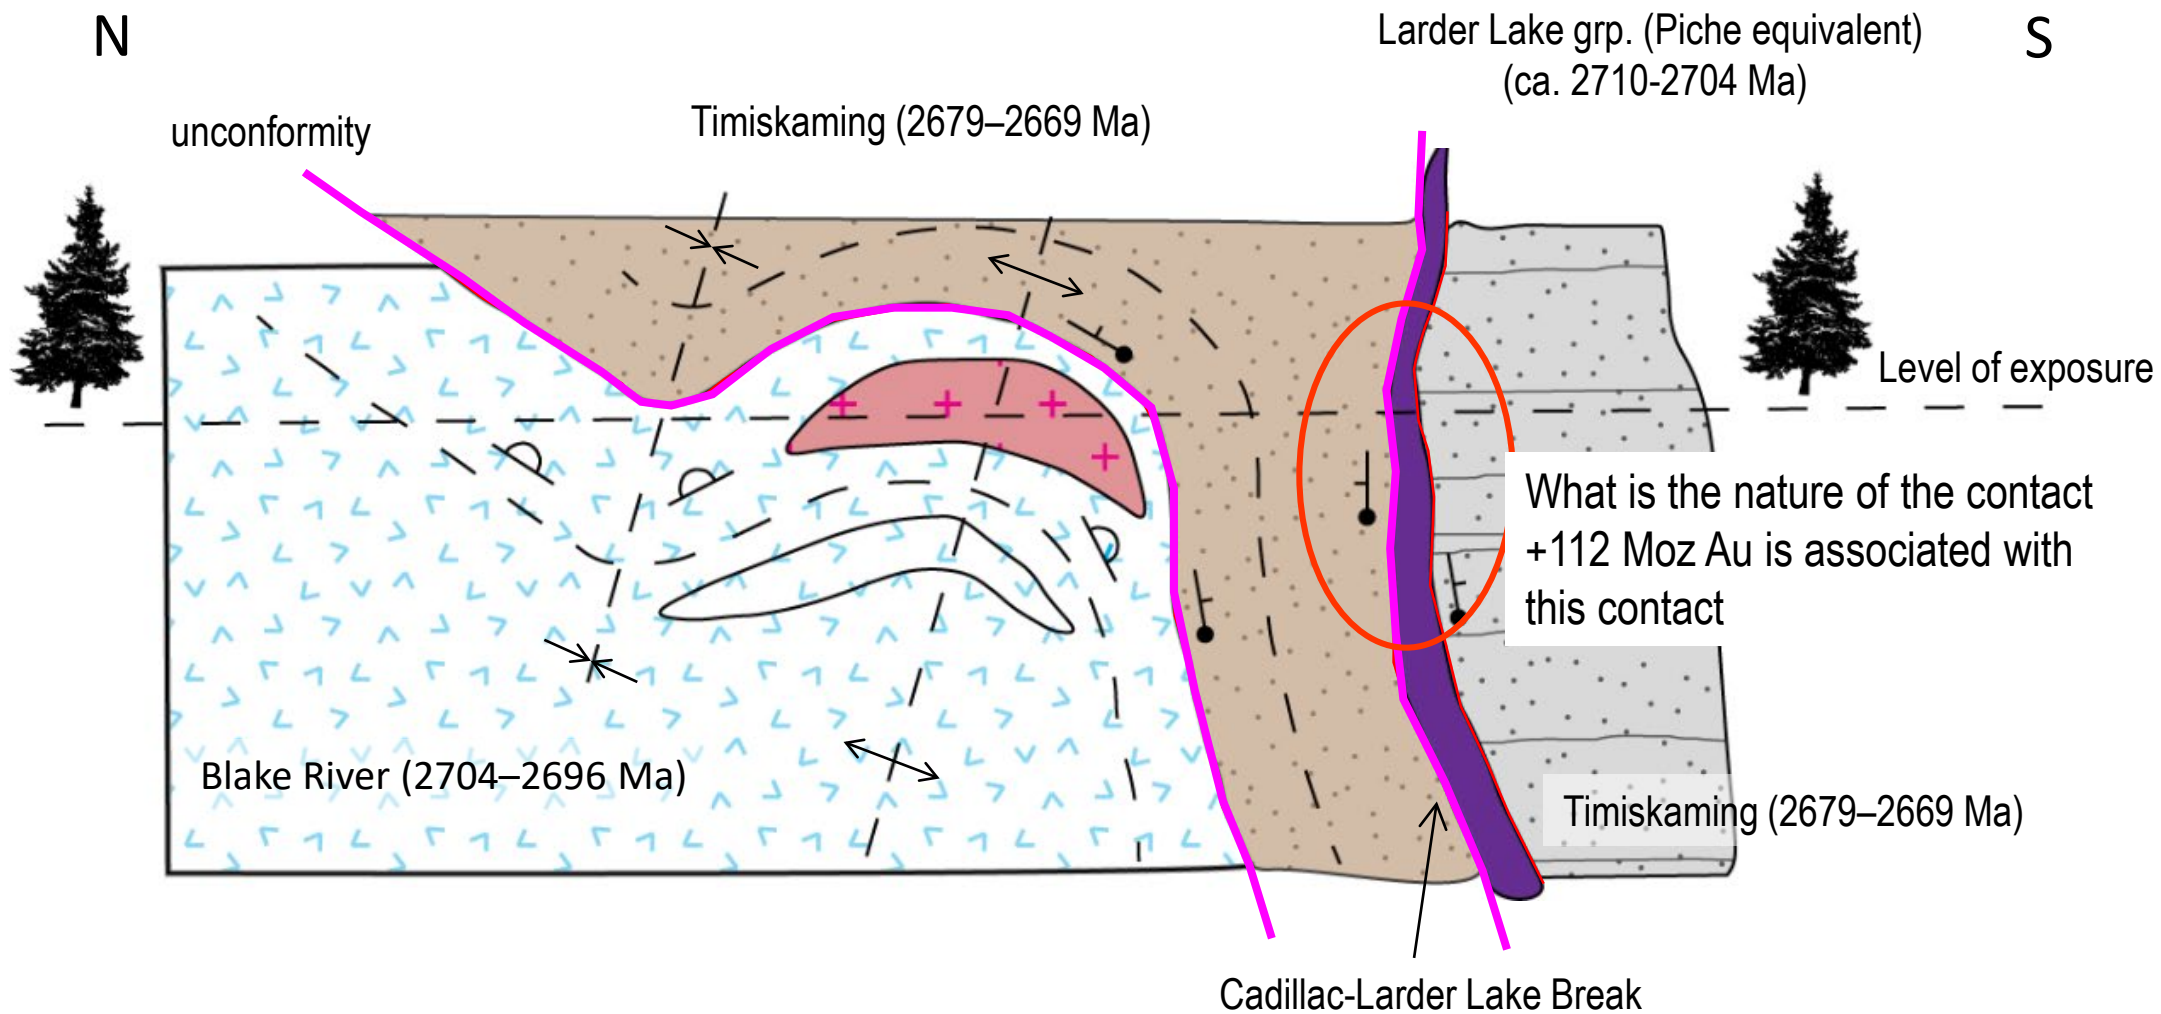 N
Larder Lake grp. (Piche equivalent)
(ca. 2710-2704 Ma)
S
unconformity
Timiskaming (2679–2669 Ma)
Level of exposure
What is the nature of the contact
+112 Moz Au is associated with
this contact
Blake River (2704–2696 Ma)
Timiskaming (2679–2669 Ma)
Cadillac-Larder Lake Break